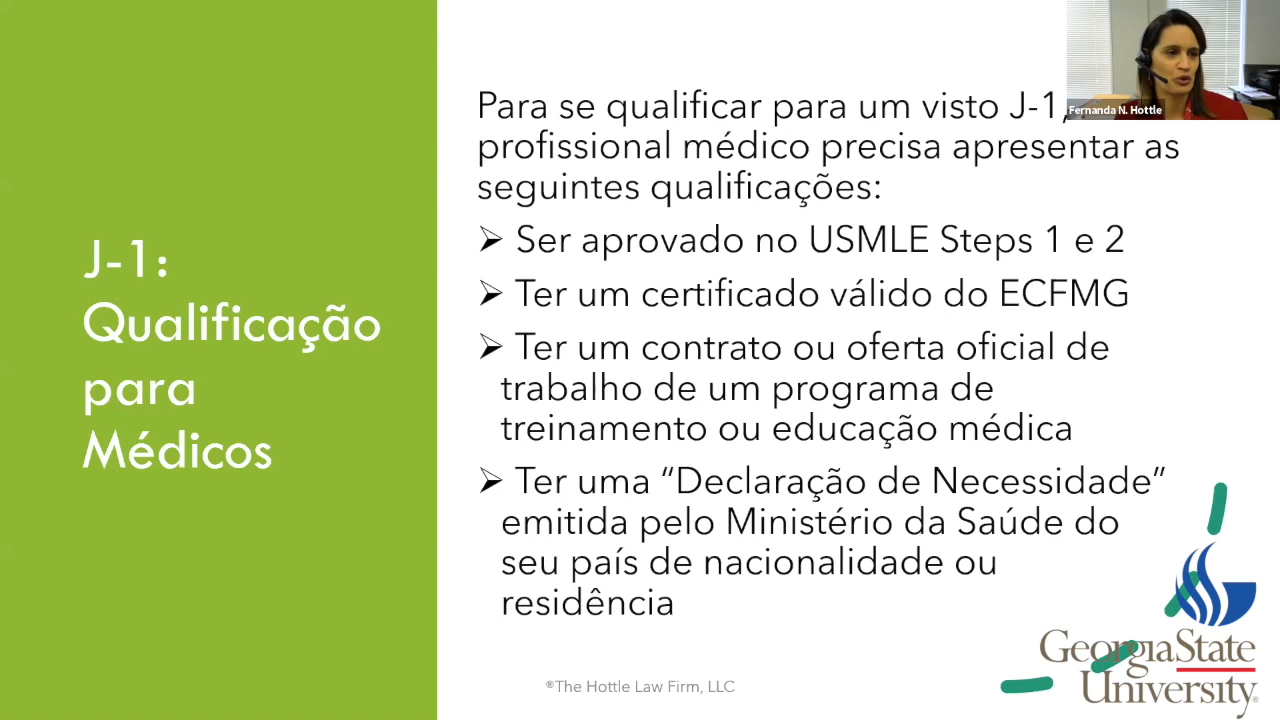 J-1:
Qualificação
para
Médicos
Para se qualificar para um visto J-1,
profissional médico precisa apresentar as
seguintes qualificações:
➢ Ser aprovado no USMLE Steps 1 e 2
➢ Ter um certificado válido do ECFMG
➢ Ter um contrato ou oferta oficial de
trabalho de um programa de
treinamento ou educação médica
➢ Ter uma “Declaração de Necessidade”
emitida pelo Ministério da Saúde do
seu país de nacionalidade ou
residência
®The Hottle Law Firm, LLC
Fernanda N. Hottle
GeorgiaState
University®